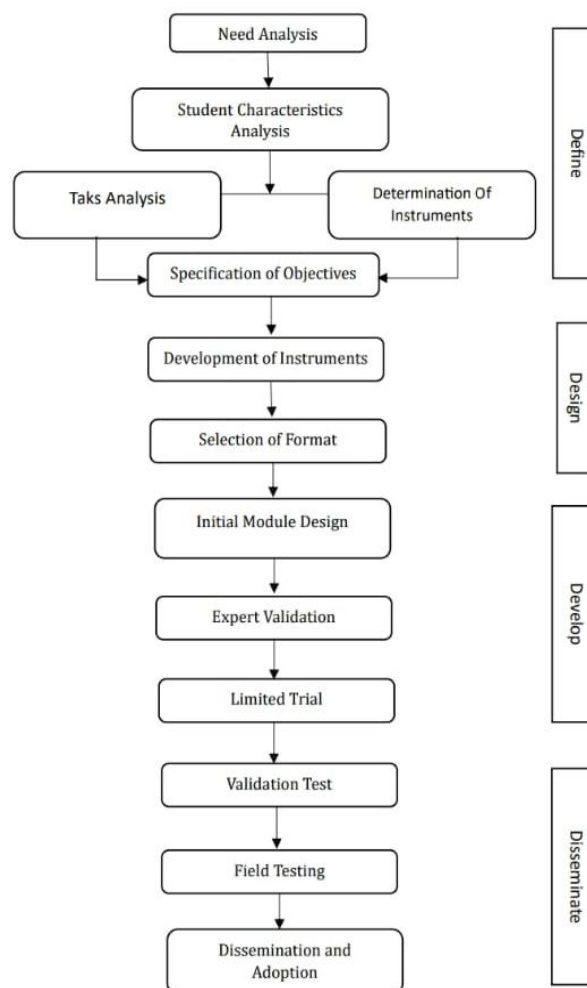 Need Analysis
Student Characteristics
Analysis
Taks Analysis
Determination Of
Instruments
Specification of Objectives
Define
Development of Instruments
Selection of Format
Design
Initial Module Design
Expert Validation
Limited Trial
Develop
Validation Test
Field Testing
Dissemination and
Adoption
Disseminate